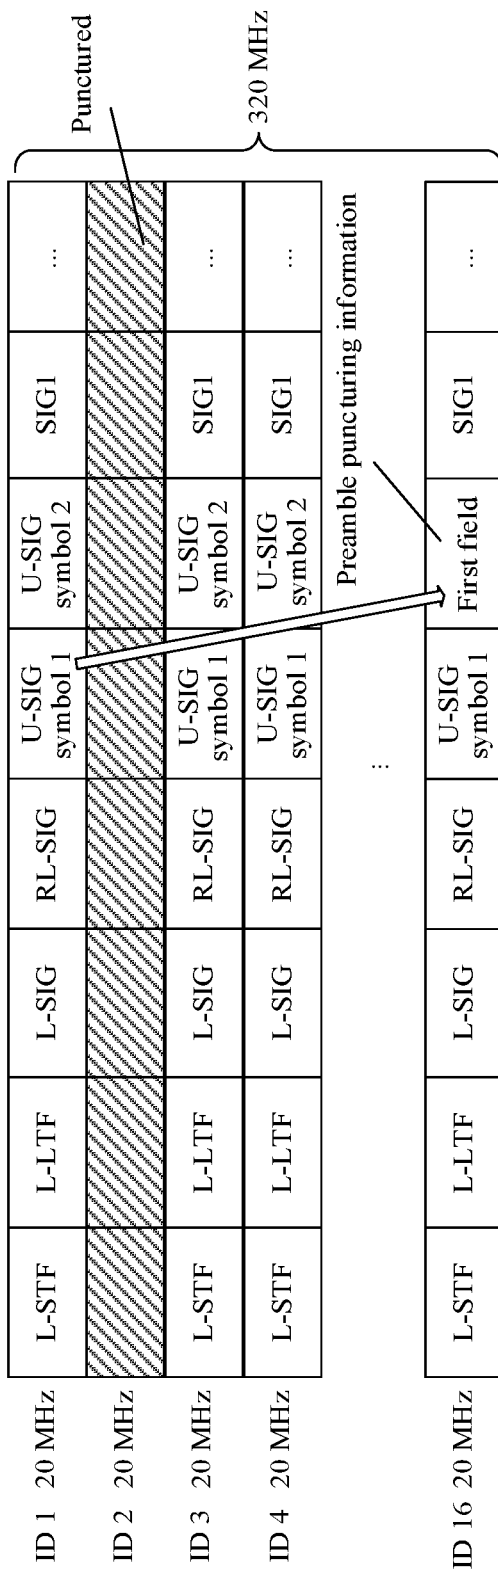 ID 1 20 MHz L-STF L-LTF L-SIG RL-SIG U-SIG symbol 1 U-SIG symbol 2 SIG1 ...
ID 2 20 MHz
Punctured
ID 3 20 MHz L-STF L-LTF L-SIG RL-SIG U-SIG symbol 1 U-SIG symbol 2 SIG1 ...
ID 4 20 MHz L-STF L-LTF L-SIG RL-SIG U-SIG symbol 1 U-SIG symbol 2 SIG1 ...
320 MHz
Preamble puncturing information
...
ID 16 20 MHz L-STF L-LTF L-SIG RL-SIG U-SIG symbol 1 First field SIG1 ...